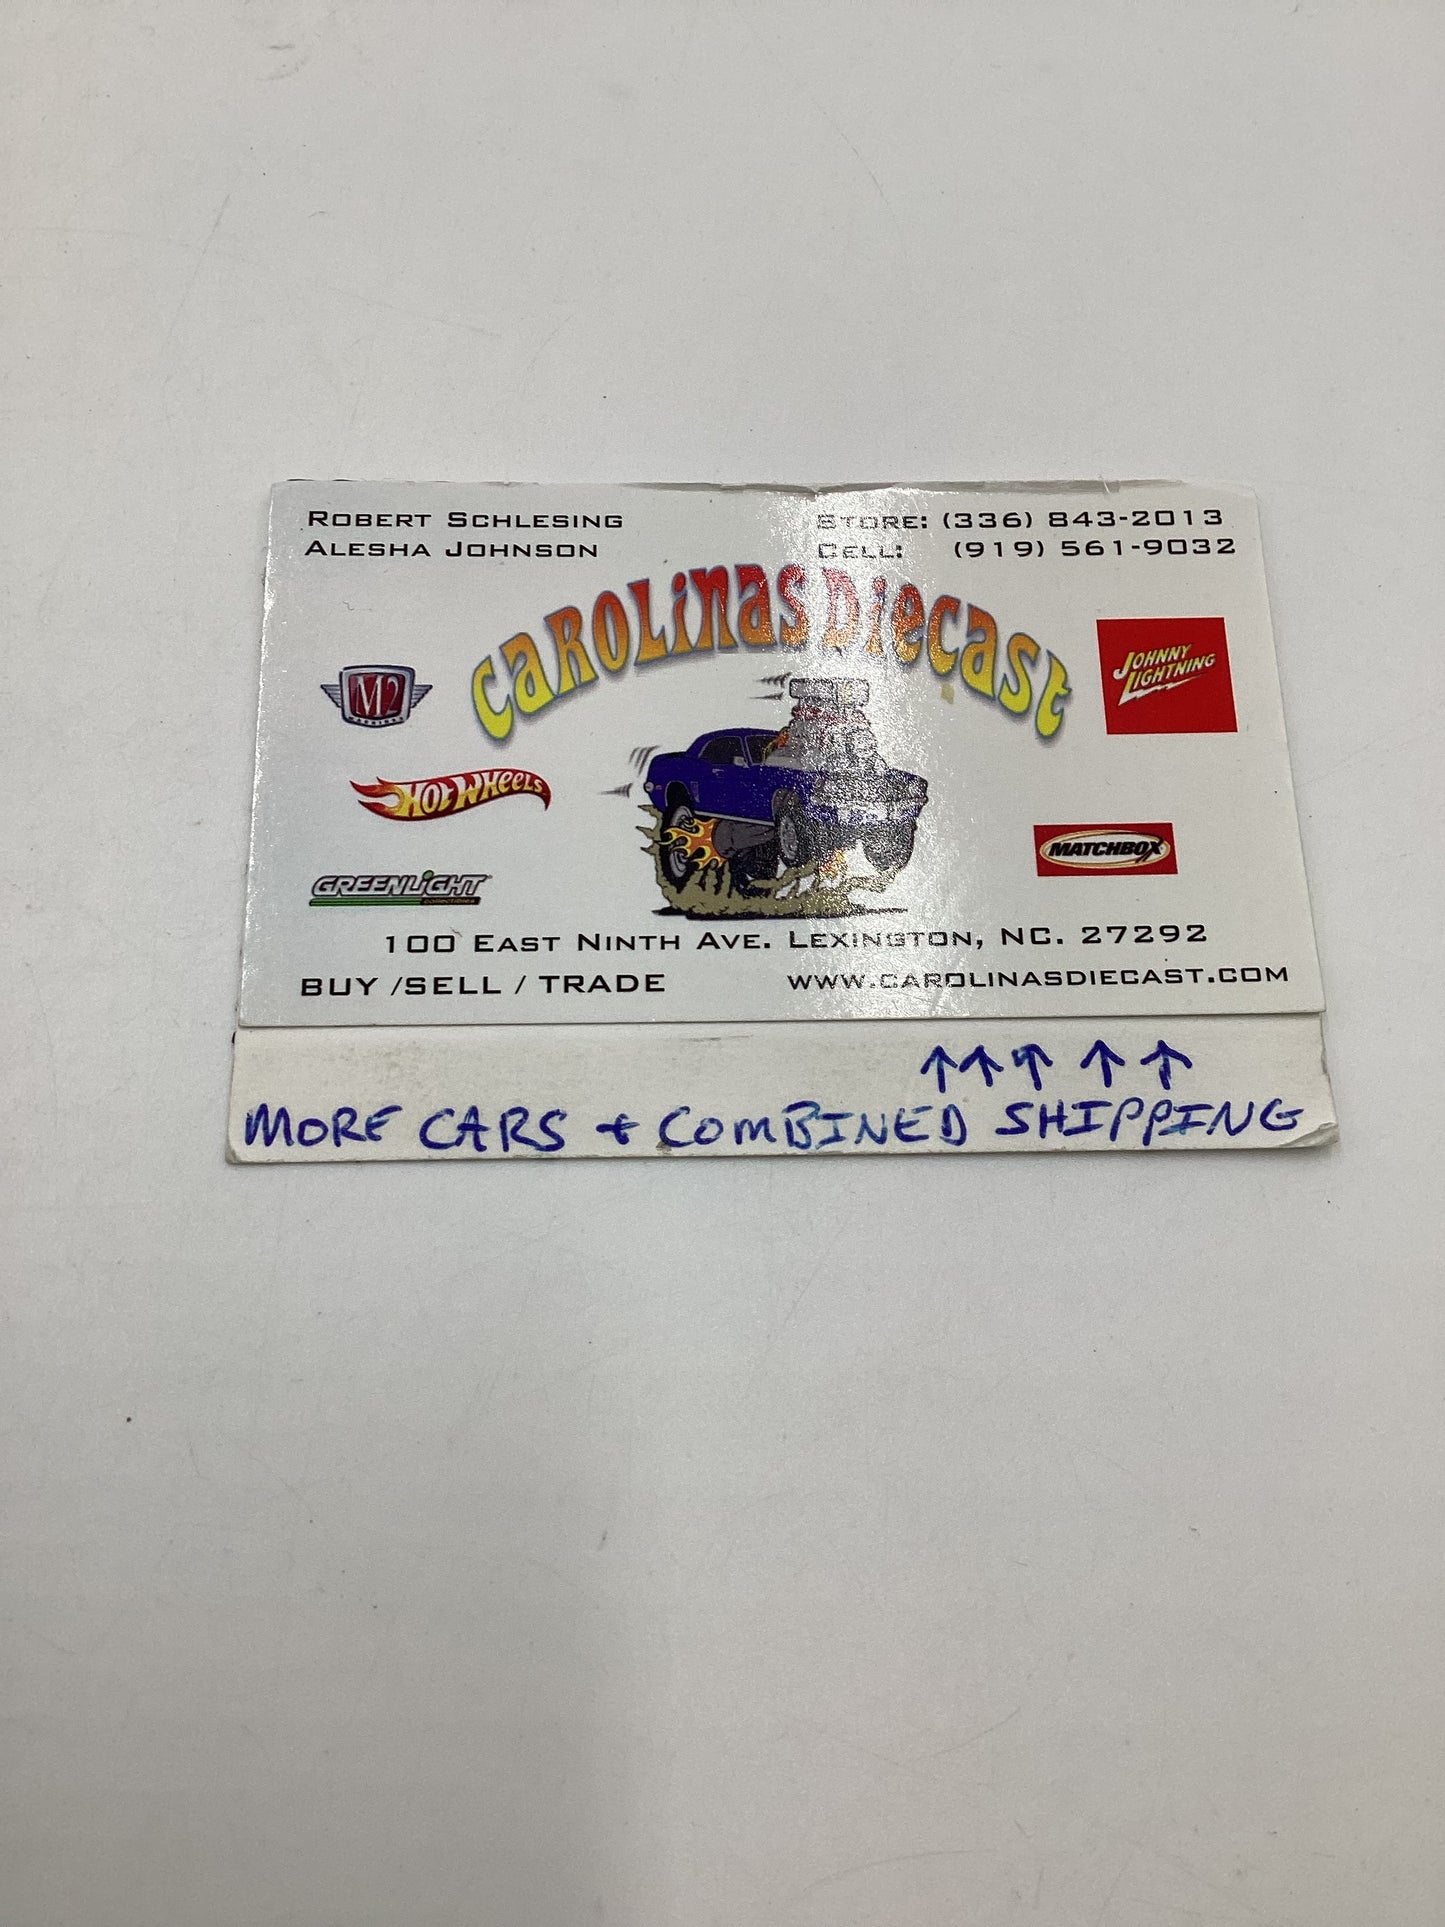 ROBERT SCHLESING STORE: (336) 843-2013
ALESHA JOHNSON CELL: (919) 561-9032
CAROLINAS DIECAST
M2
MACHINES
JOHNNY
LIGHTNING
HOT WHEELS
MATCHBOX
GREENLIGHT
collectibles
100 EAST NINTH AVE. LEXINGTON, NC. 27292
BUY /SELL / TRADE WWW.CAROLINASDIECAST.COM
↑ ↑ ↑ ↑ ↑
MORE CARS + COMBINED SHIPPING